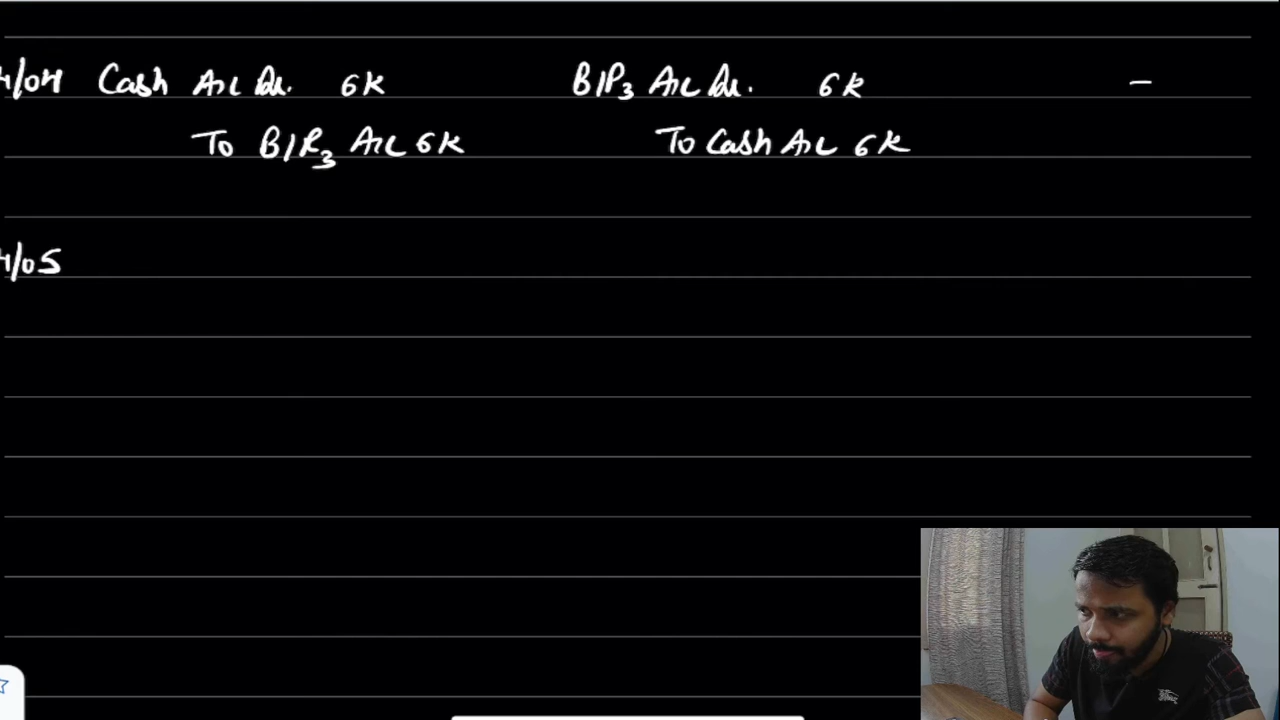 4/04 Cash A/c Dr. 6K B/P3 A/c Dr. 6K -
To B/R3 A/c 6K To Cash A/c 6K
4/05